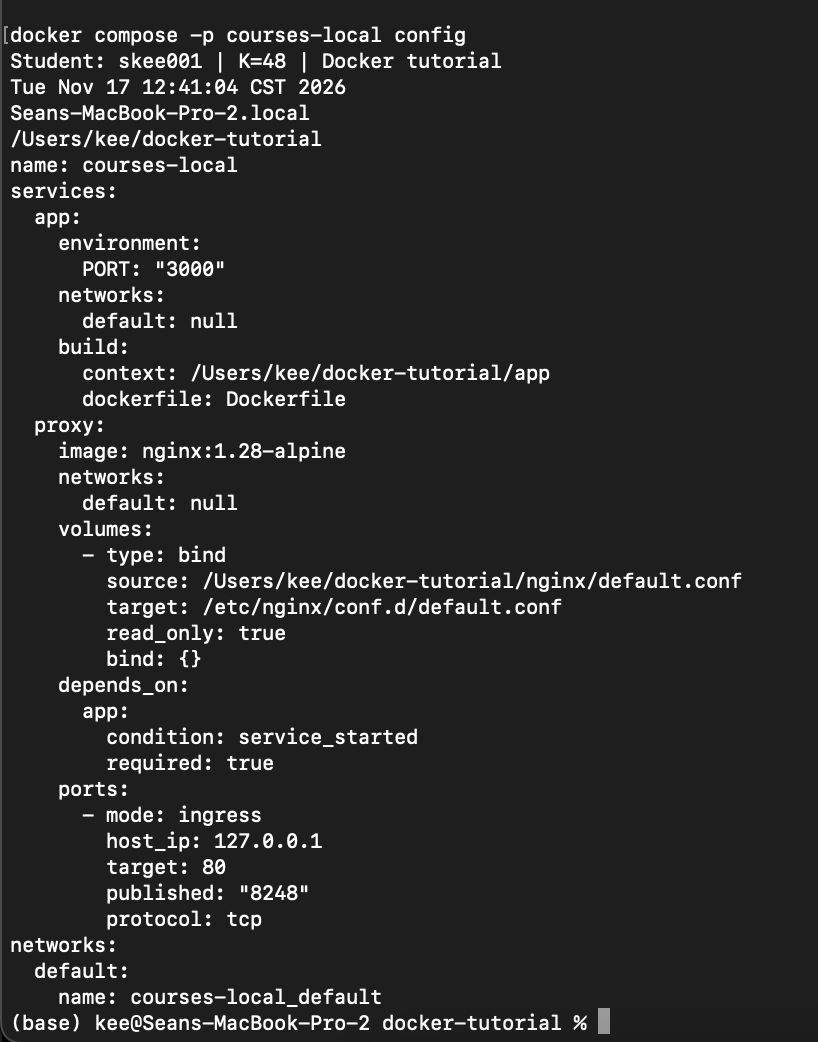 [docker compose -p courses-local config
Student: skee001 | K=48 | Docker tutorial
Tue Nov 17 12:41:04 CST 2026
Seans-MacBook-Pro-2.local
/Users/kee/docker-tutorial
name: courses-local
services:
  app:
    environment:
      PORT: "3000"
    networks:
      default: null
    build:
      context: /Users/kee/docker-tutorial/app
      dockerfile: Dockerfile
  proxy:
    image: nginx:1.28-alpine
    networks:
      default: null
    volumes:
      - type: bind
        source: /Users/kee/docker-tutorial/nginx/default.conf
        target: /etc/nginx/conf.d/default.conf
        read_only: true
        bind: {}
    depends_on:
      app:
        condition: service_started
        required: true
    ports:
      - mode: ingress
        host_ip: 127.0.0.1
        target: 80
        published: "8248"
        protocol: tcp
networks:
  default:
    name: courses-local_default
(base) kee@Seans-MacBook-Pro-2 docker-tutorial %